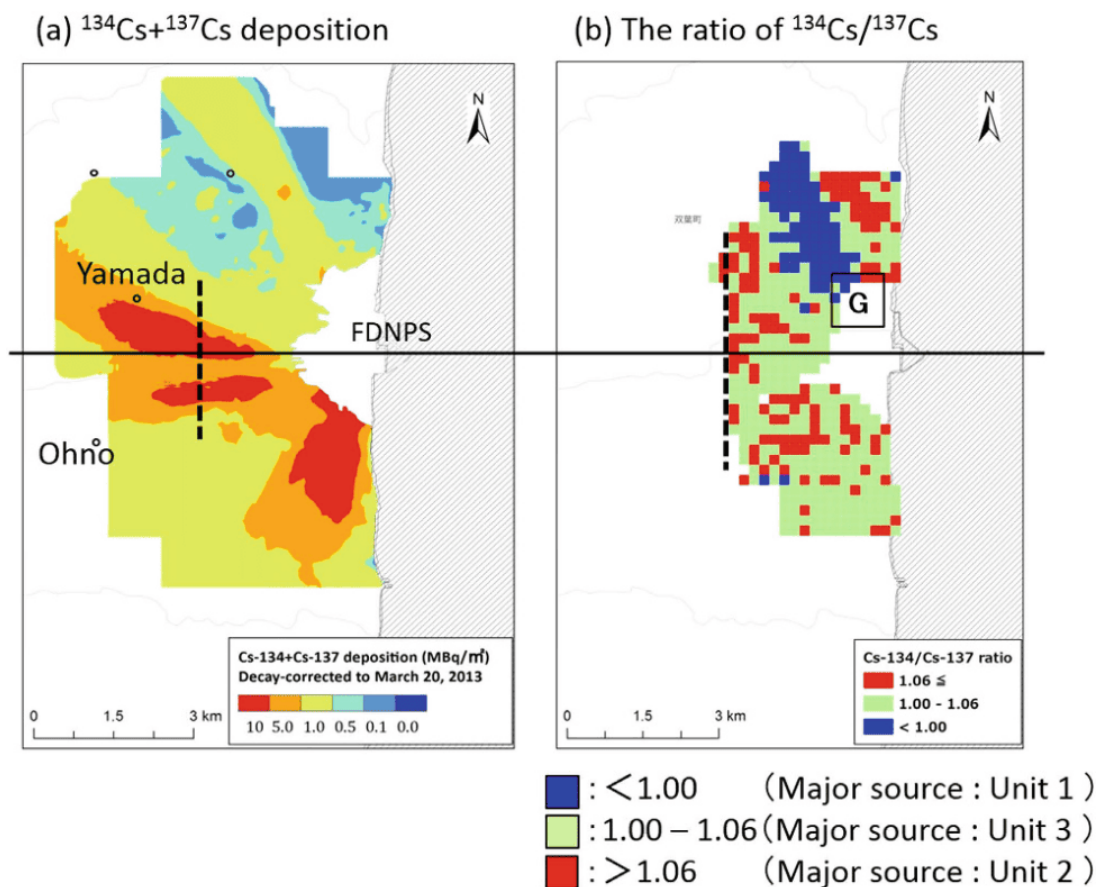 (a) ¹³⁴Cs+¹³⁷Cs deposition
(b) The ratio of ¹³⁴Cs/¹³⁷Cs
N
N
双葉町
Yamada
G
FDNPS
Ohno
Cs-134+Cs-137 deposition (MBq/㎡)
Decay-corrected to March 20, 2013
10 5.0 1.0 0.5 0.1 0.0
0 1.5 3 km
Cs-134/Cs-137 ratio
1.06 ≦
1.00 - 1.06
< 1.00
0 1.5 3 km
: <1.00 (Major source : Unit 1 )
: 1.00 – 1.06 (Major source : Unit 3 )
: >1.06 (Major source : Unit 2 )